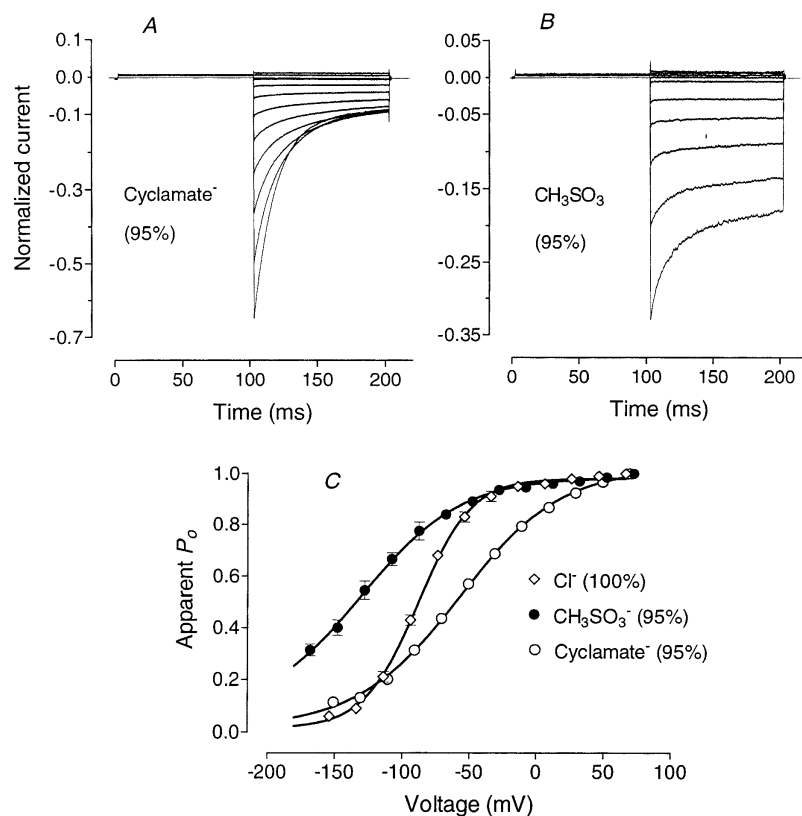 A
B
0.1
0.0
-0.1
-0.3
-0.5
-0.7
Normalized current
Cyclamate⁻
(95%)
0 50 100 150 200
Time (ms)
0.05
0.00
-0.05
-0.15
-0.25
-0.35
CH₃SO₃
(95%)
0 50 100 150 200
Time (ms)
C
1.0
0.8
0.6
0.4
0.2
0.0
Apparent Pₒ
Cl⁻ (100%)
CH₃SO₃⁻ (95%)
Cyclamate⁻ (95%)
-200 -150 -100 -50 0 50 100
Voltage (mV)